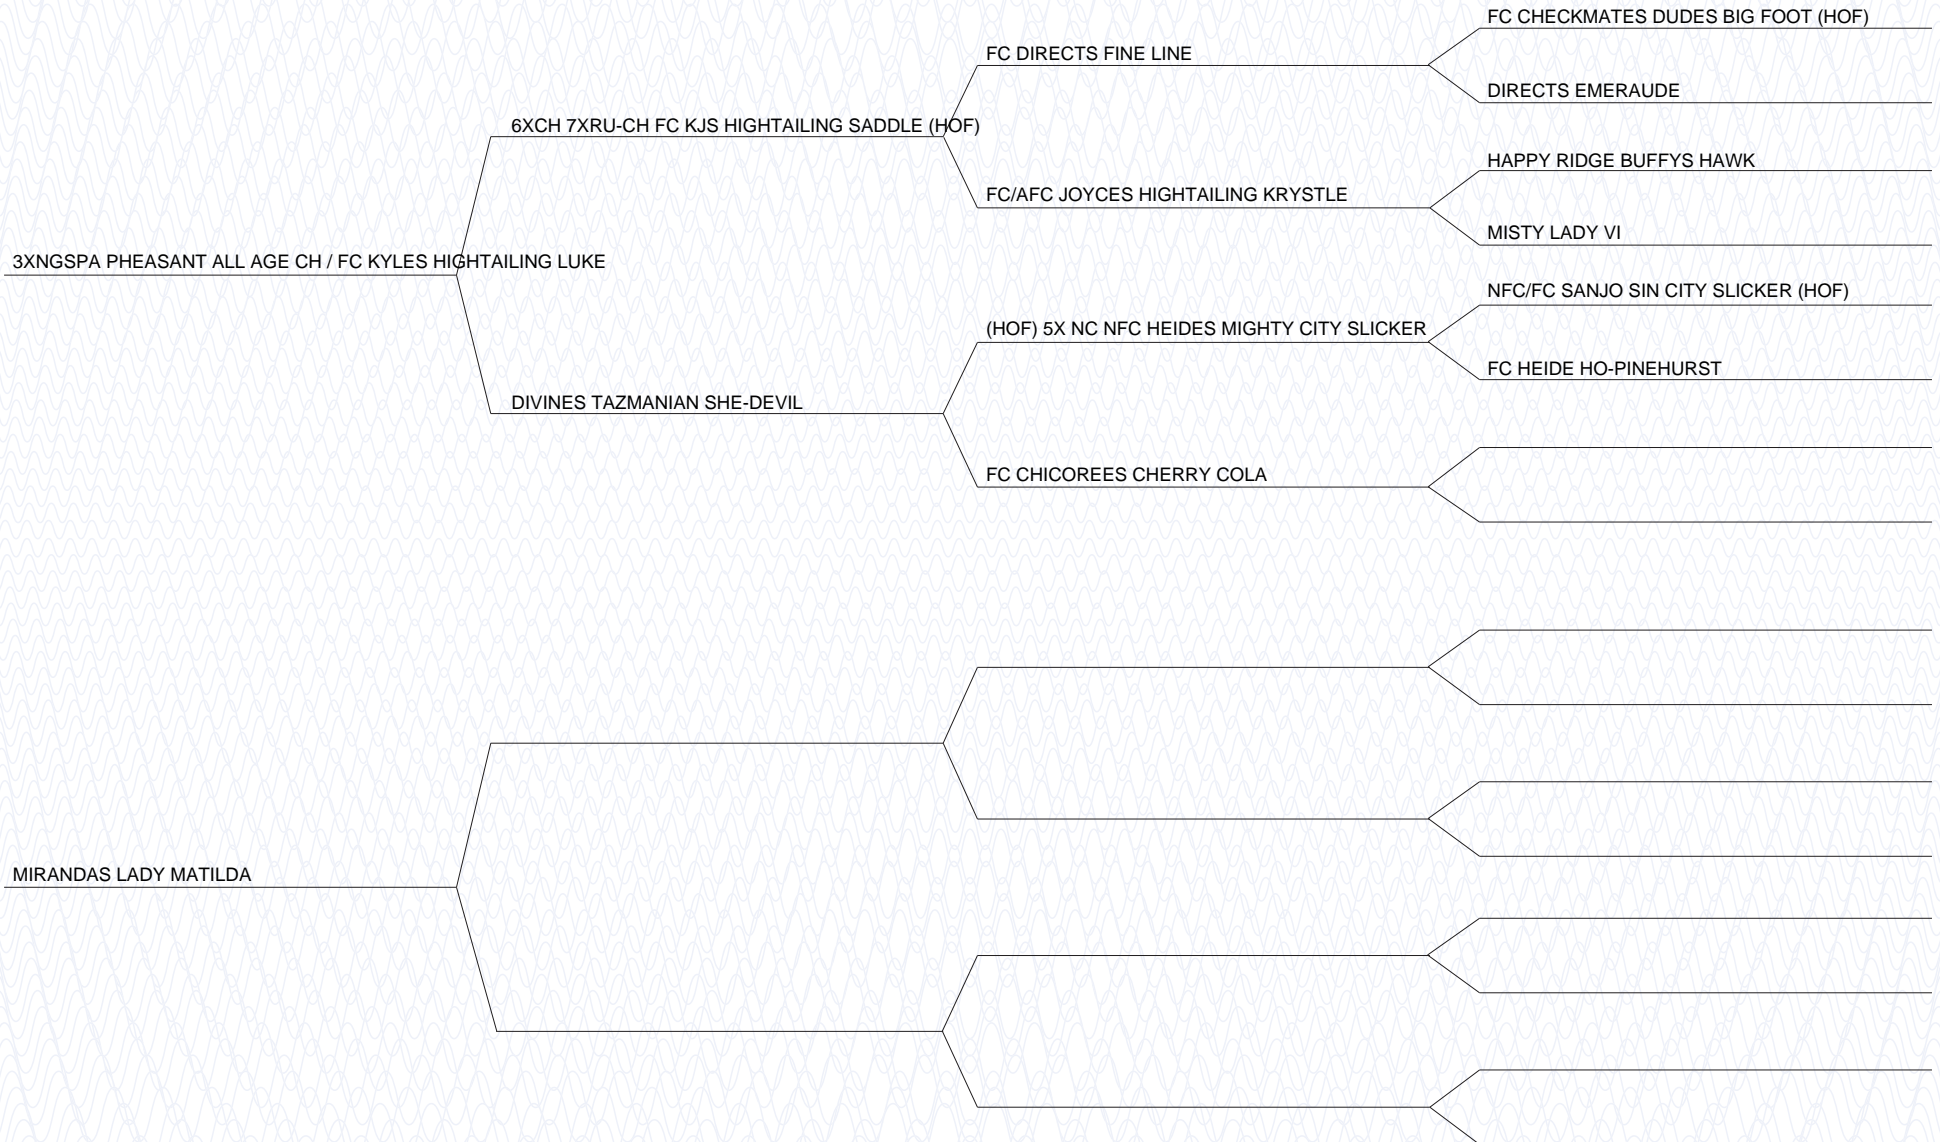 FC CHECKMATES DUDES BIG FOOT (HOF)
FC DIRECTS FINE LINE
DIRECTS EMERAUDE
6XCH 7XRU-CH FC KJS HIGHTAILING SADDLE (HOF)
HAPPY RIDGE BUFFYS HAWK
FC/AFC JOYCES HIGHTAILING KRYSTLE
MISTY LADY VI
3XNGSPA PHEASANT ALL AGE CH / FC KYLES HIGHTAILING LUKE
NFC/FC SANJO SIN CITY SLICKER (HOF)
(HOF) 5X NC NFC HEIDES MIGHTY CITY SLICKER
FC HEIDE HO-PINEHURST
DIVINES TAZMANIAN SHE-DEVIL
FC CHICOREES CHERRY COLA
MIRANDAS LADY MATILDA